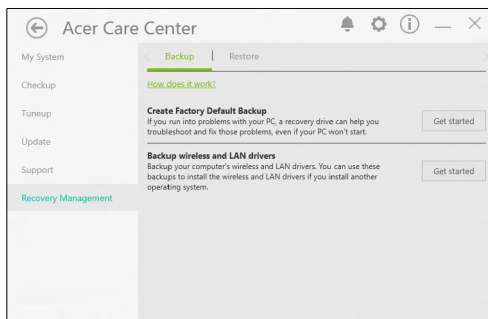 Acer Care Center
My System
Checkup
Tuneup
Update
Support
Recovery Management
Backup
Restore
How does it work?
Create Factory Default Backup
If you run into problems with your PC, a recovery drive can help you
troubleshoot and fix those problems, even if your PC won't start.
Get started
Backup wireless and LAN drivers
Backup your computer's wireless and LAN drivers. You can use these
backups to install the wireless and LAN drivers if you install another
operating system.
Get started